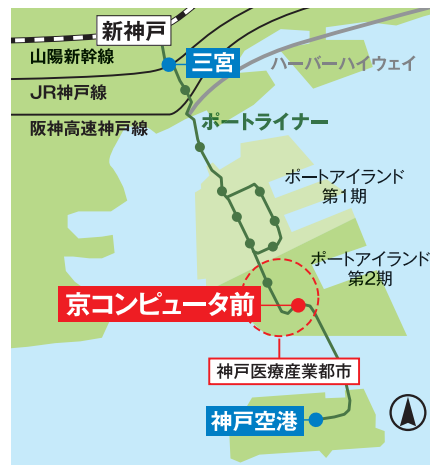 新神戸
山陽新幹線
三宮
ハーバーハイウェイ
JR神戸線
阪神高速神戸線
ポートライナー
ポートアイランド
第1期
ポートアイランド
第2期
京コンピュータ前
神戸医療産業都市
神戸空港